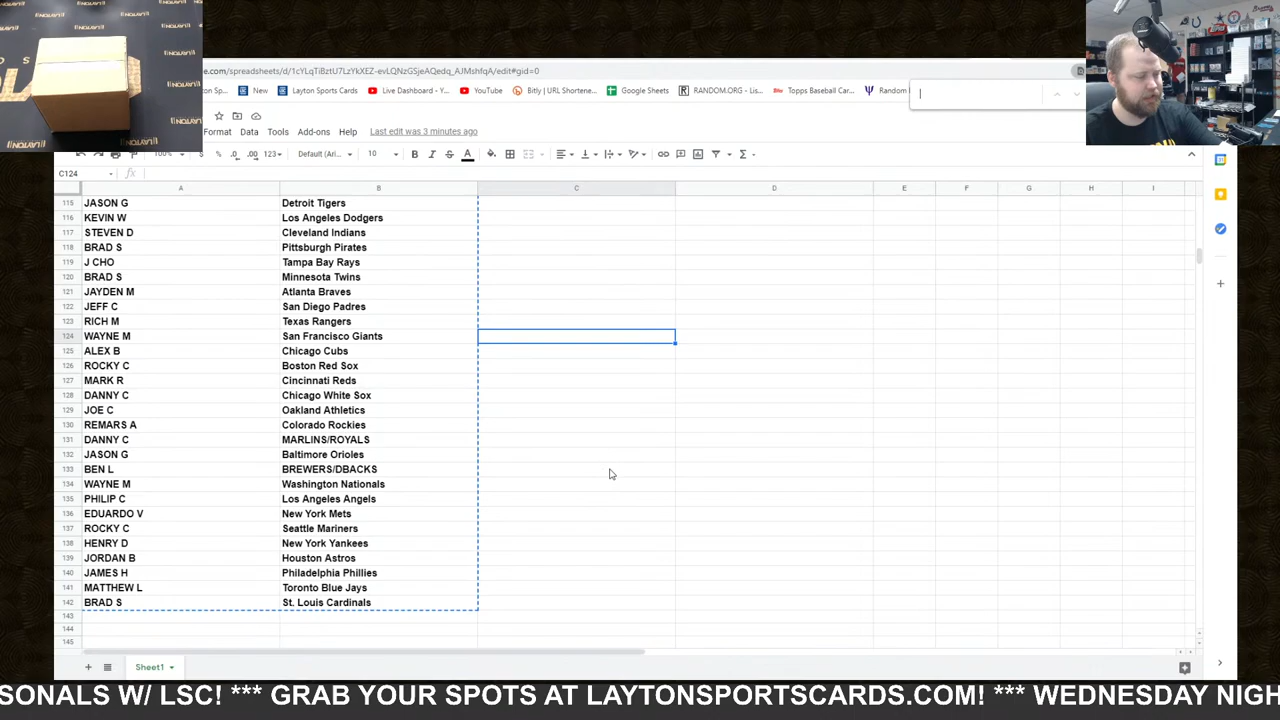 e.com/spreadsheets/d/1cYLqTiBztU7LzYkXEZ-evLQNzGSjeAQedq_AJMshfqA/edit#gid=0
Sp... New Layton Sports Cards Live Dashboard - Y... YouTube Bitly | URL Shortene... Google Sheets RANDOM.ORG - Lis... Topps Baseball Car... Random
Format Data Tools Add-ons Help Last edit was 3 minutes ago
100% % .0 .00 123 Default (Ari... 10 B I S A
C124 fx
A B C D E F G H I
115 JASON G Detroit Tigers
116 KEVIN W Los Angeles Dodgers
117 STEVEN D Cleveland Indians
118 BRAD S Pittsburgh Pirates
119 J CHO Tampa Bay Rays
120 BRAD S Minnesota Twins
121 JAYDEN M Atlanta Braves
122 JEFF C San Diego Padres
123 RICH M Texas Rangers
124 WAYNE M San Francisco Giants
125 ALEX B Chicago Cubs
126 ROCKY C Boston Red Sox
127 MARK R Cincinnati Reds
128 DANNY C Chicago White Sox
129 JOE C Oakland Athletics
130 REMARS A Colorado Rockies
131 DANNY C MARLINS/ROYALS
132 JASON G Baltimore Orioles
133 BEN L BREWERS/DBACKS
134 WAYNE M Washington Nationals
135 PHILIP C Los Angeles Angels
136 EDUARDO V New York Mets
137 ROCKY C Seattle Mariners
138 HENRY D New York Yankees
139 JORDAN B Houston Astros
140 JAMES H Philadelphia Phillies
141 MATTHEW L Toronto Blue Jays
142 BRAD S St. Louis Cardinals
143
144
145
Sheet1
SONALS W/ LSC! *** GRAB YOUR SPOTS AT LAYTONSPORTSCARDS.COM! *** WEDNESDAY NIGH